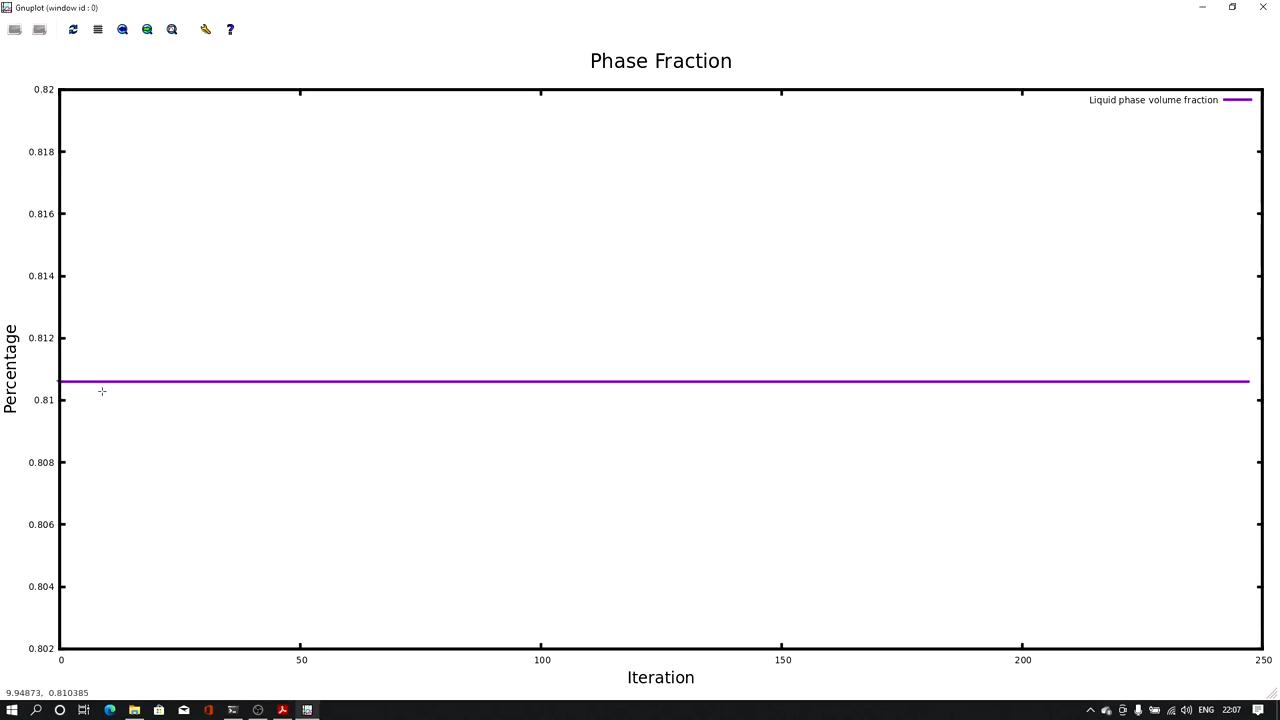 Gnuplot (window id : 0)
Phase Fraction
Liquid phase volume fraction
0.82
0.818
0.816
0.814
0.812
0.81
0.808
0.806
0.804
0.802
Percentage
0 50 100 150 200 250
Iteration
9.94873, 0.810385
ENG 22:07